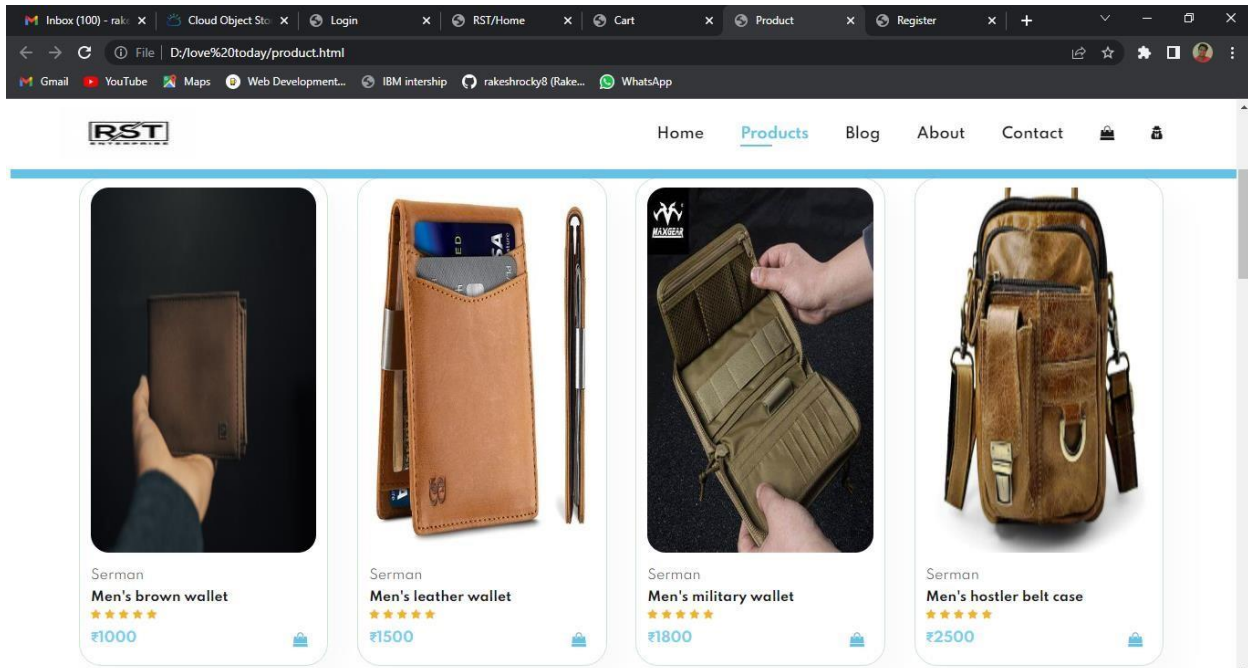 Inbox (100) - rak
Cloud Object Sto
Login
RST/Home
Cart
Product
Register
File
D:/love%20today/product.html
Gmail
YouTube
Maps
Web Development...
IBM intership
rakeshrocky8 (Rake...
WhatsApp
RST
ENTERPRISE
Home
Products
Blog
About
Contact
MAXGEAR
Serman
Men's brown wallet
₹1000
Serman
Men's leather wallet
₹1500
Serman
Men's military wallet
₹1800
Serman
Men's hostler belt case
₹2500